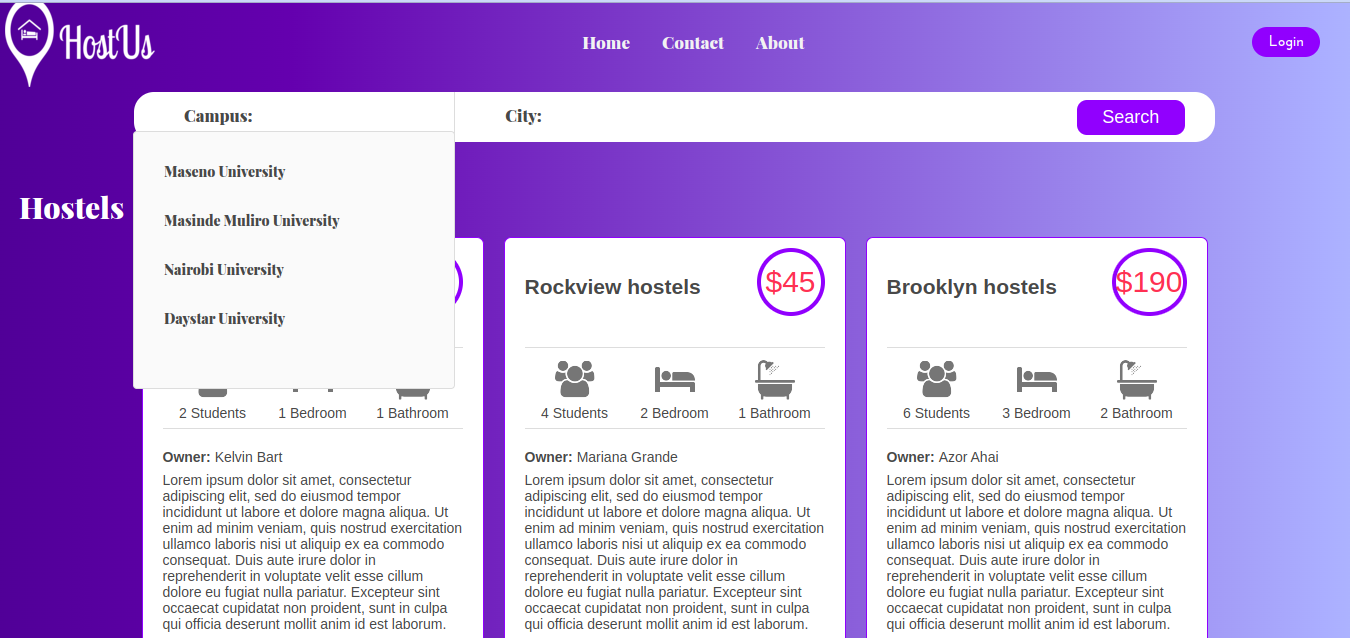 HostUs
Home Contact About
Login
Campus:
City:
Search
Maseno University
Masinde Muliro University
Nairobi University
Daystar University
Hostels
2 Students 1 Bedroom 1 Bathroom
Owner: Kelvin Bart
Lorem ipsum dolor sit amet, consectetur
adipiscing elit, sed do eiusmod tempor
incididunt ut labore et dolore magna aliqua. Ut
enim ad minim veniam, quis nostrud exercitation
ullamco laboris nisi ut aliquip ex ea commodo
consequat. Duis aute irure dolor in
reprehenderit in voluptate velit esse cillum
dolore eu fugiat nulla pariatur. Excepteur sint
occaecat cupidatat non proident, sunt in culpa
qui officia deserunt mollit anim id est laborum.
Rockview hostels
$45
4 Students 2 Bedroom 1 Bathroom
Owner: Mariana Grande
Lorem ipsum dolor sit amet, consectetur
adipiscing elit, sed do eiusmod tempor
incididunt ut labore et dolore magna aliqua. Ut
enim ad minim veniam, quis nostrud exercitation
ullamco laboris nisi ut aliquip ex ea commodo
consequat. Duis aute irure dolor in
reprehenderit in voluptate velit esse cillum
dolore eu fugiat nulla pariatur. Excepteur sint
occaecat cupidatat non proident, sunt in culpa
qui officia deserunt mollit anim id est laborum.
Brooklyn hostels
$190
6 Students 3 Bedroom 2 Bathroom
Owner: Azor Ahai
Lorem ipsum dolor sit amet, consectetur
adipiscing elit, sed do eiusmod tempor
incididunt ut labore et dolore magna aliqua. Ut
enim ad minim veniam, quis nostrud exercitation
ullamco laboris nisi ut aliquip ex ea commodo
consequat. Duis aute irure dolor in
reprehenderit in voluptate velit esse cillum
dolore eu fugiat nulla pariatur. Excepteur sint
occaecat cupidatat non proident, sunt in culpa
qui officia deserunt mollit anim id est laborum.